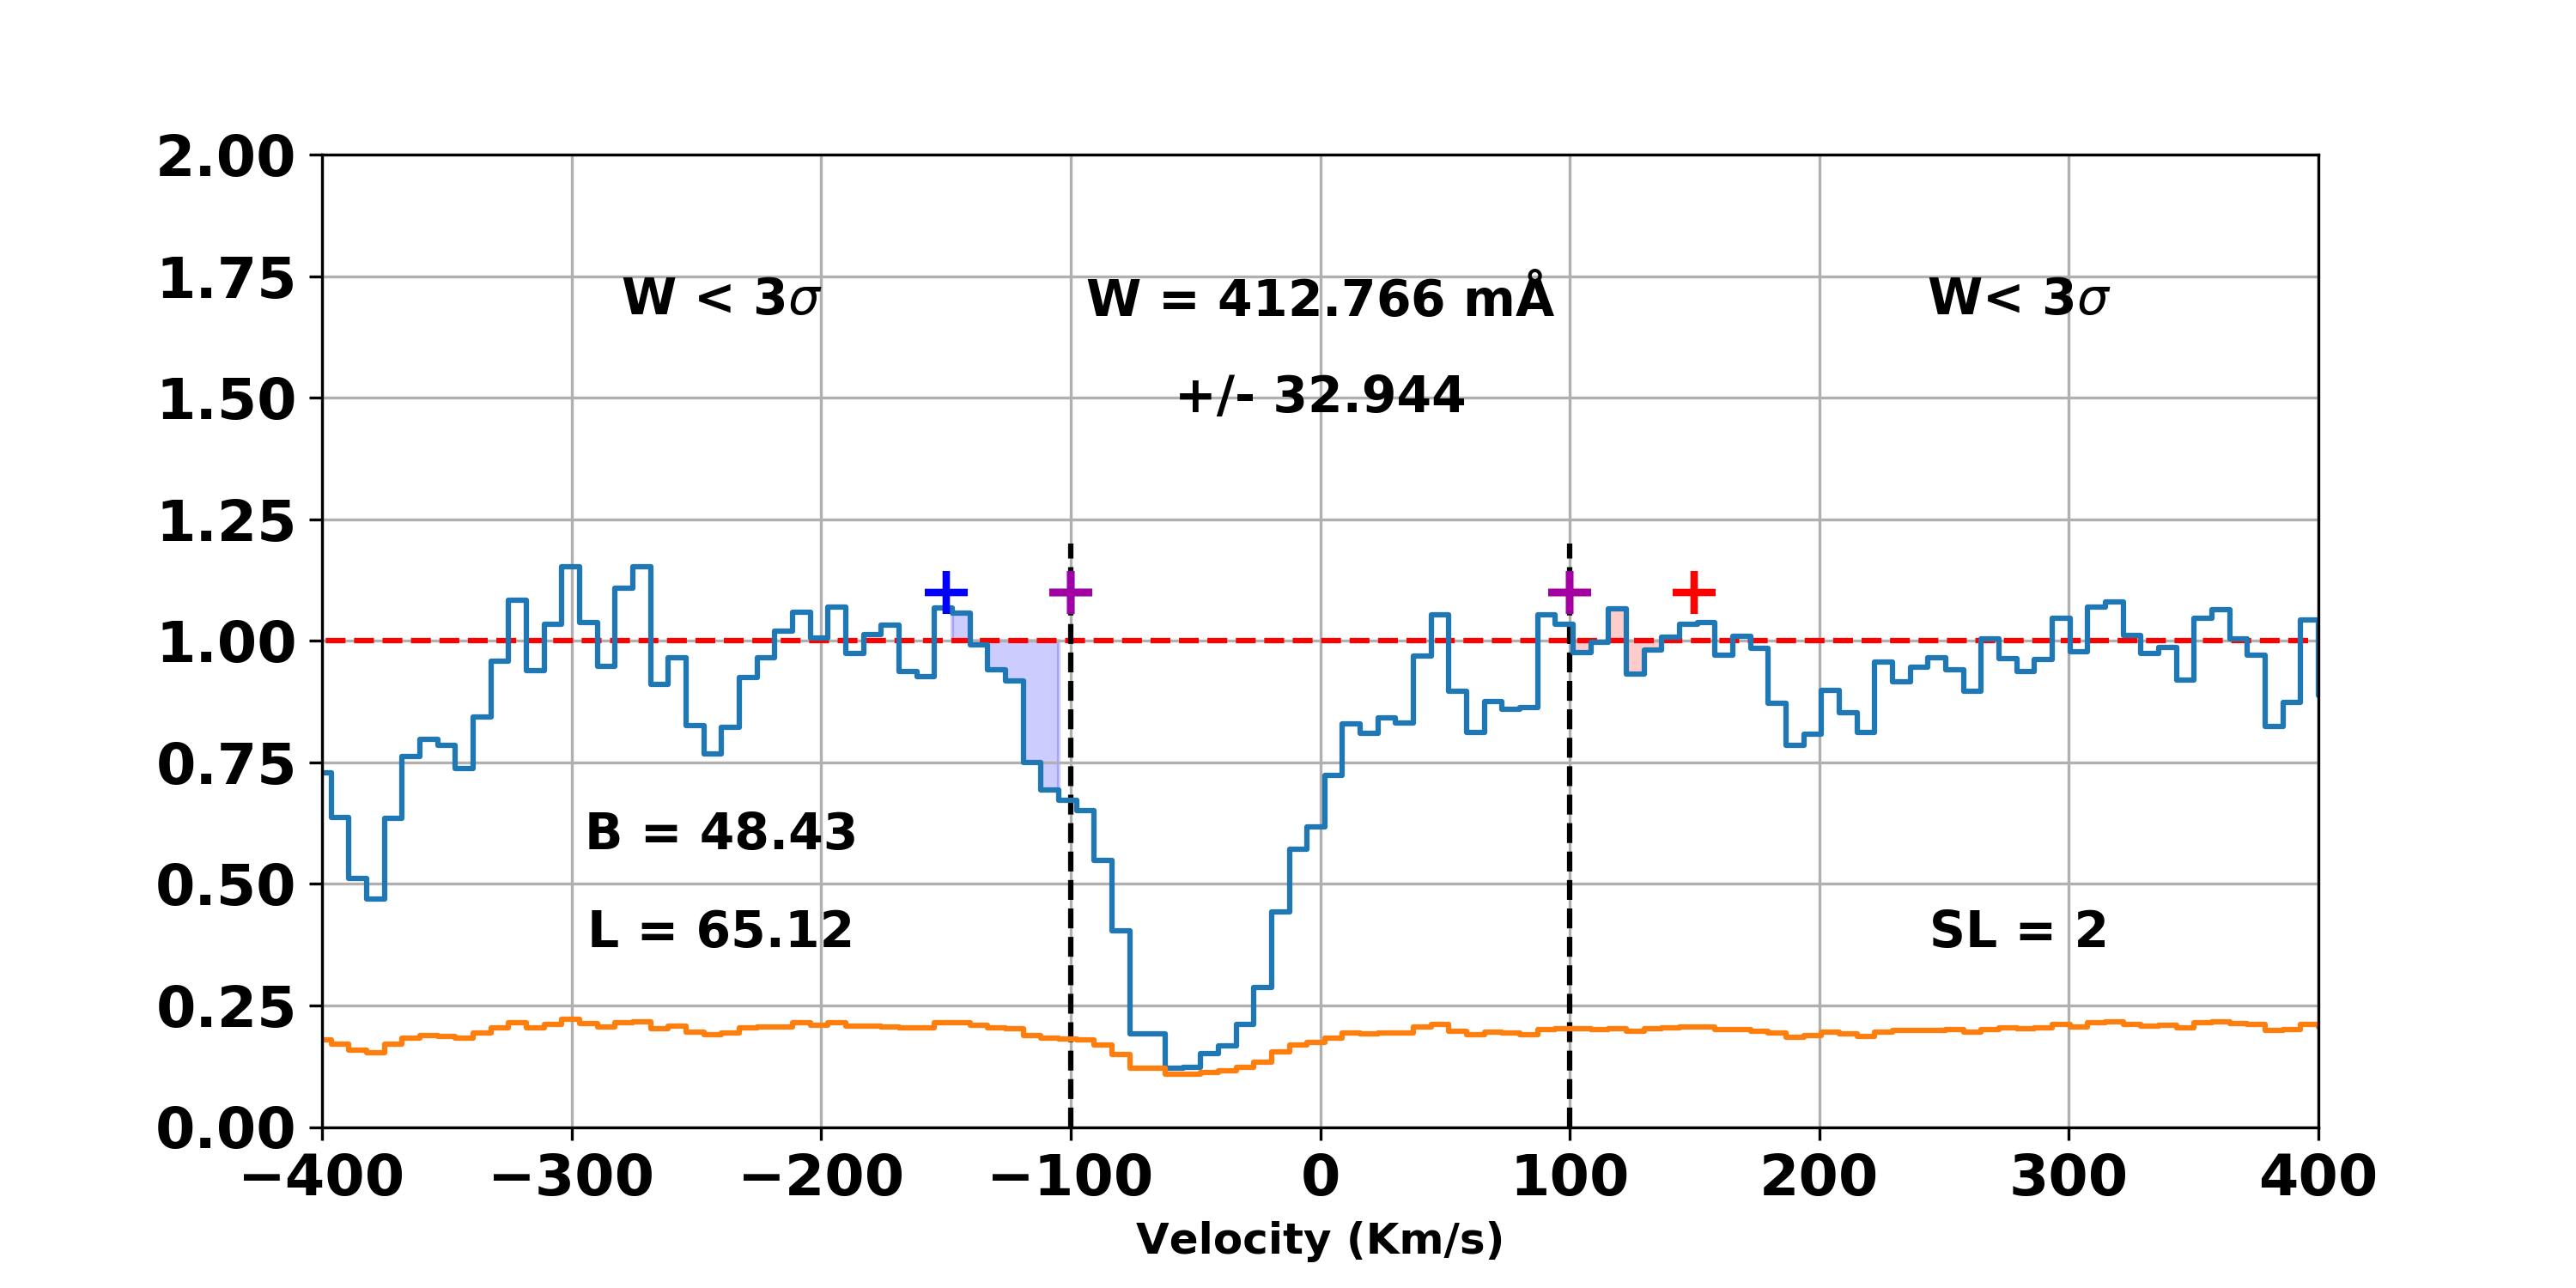 2.00
1.75
W < 3σ
W = 412.766 mÅ
W< 3σ
1.50
+/- 32.944
1.25
1.00
0.75
B = 48.43
0.50
L = 65.12
SL = 2
0.25
0.00
−400 −300 −200 −100 0 100 200 300 400
Velocity (Km/s)